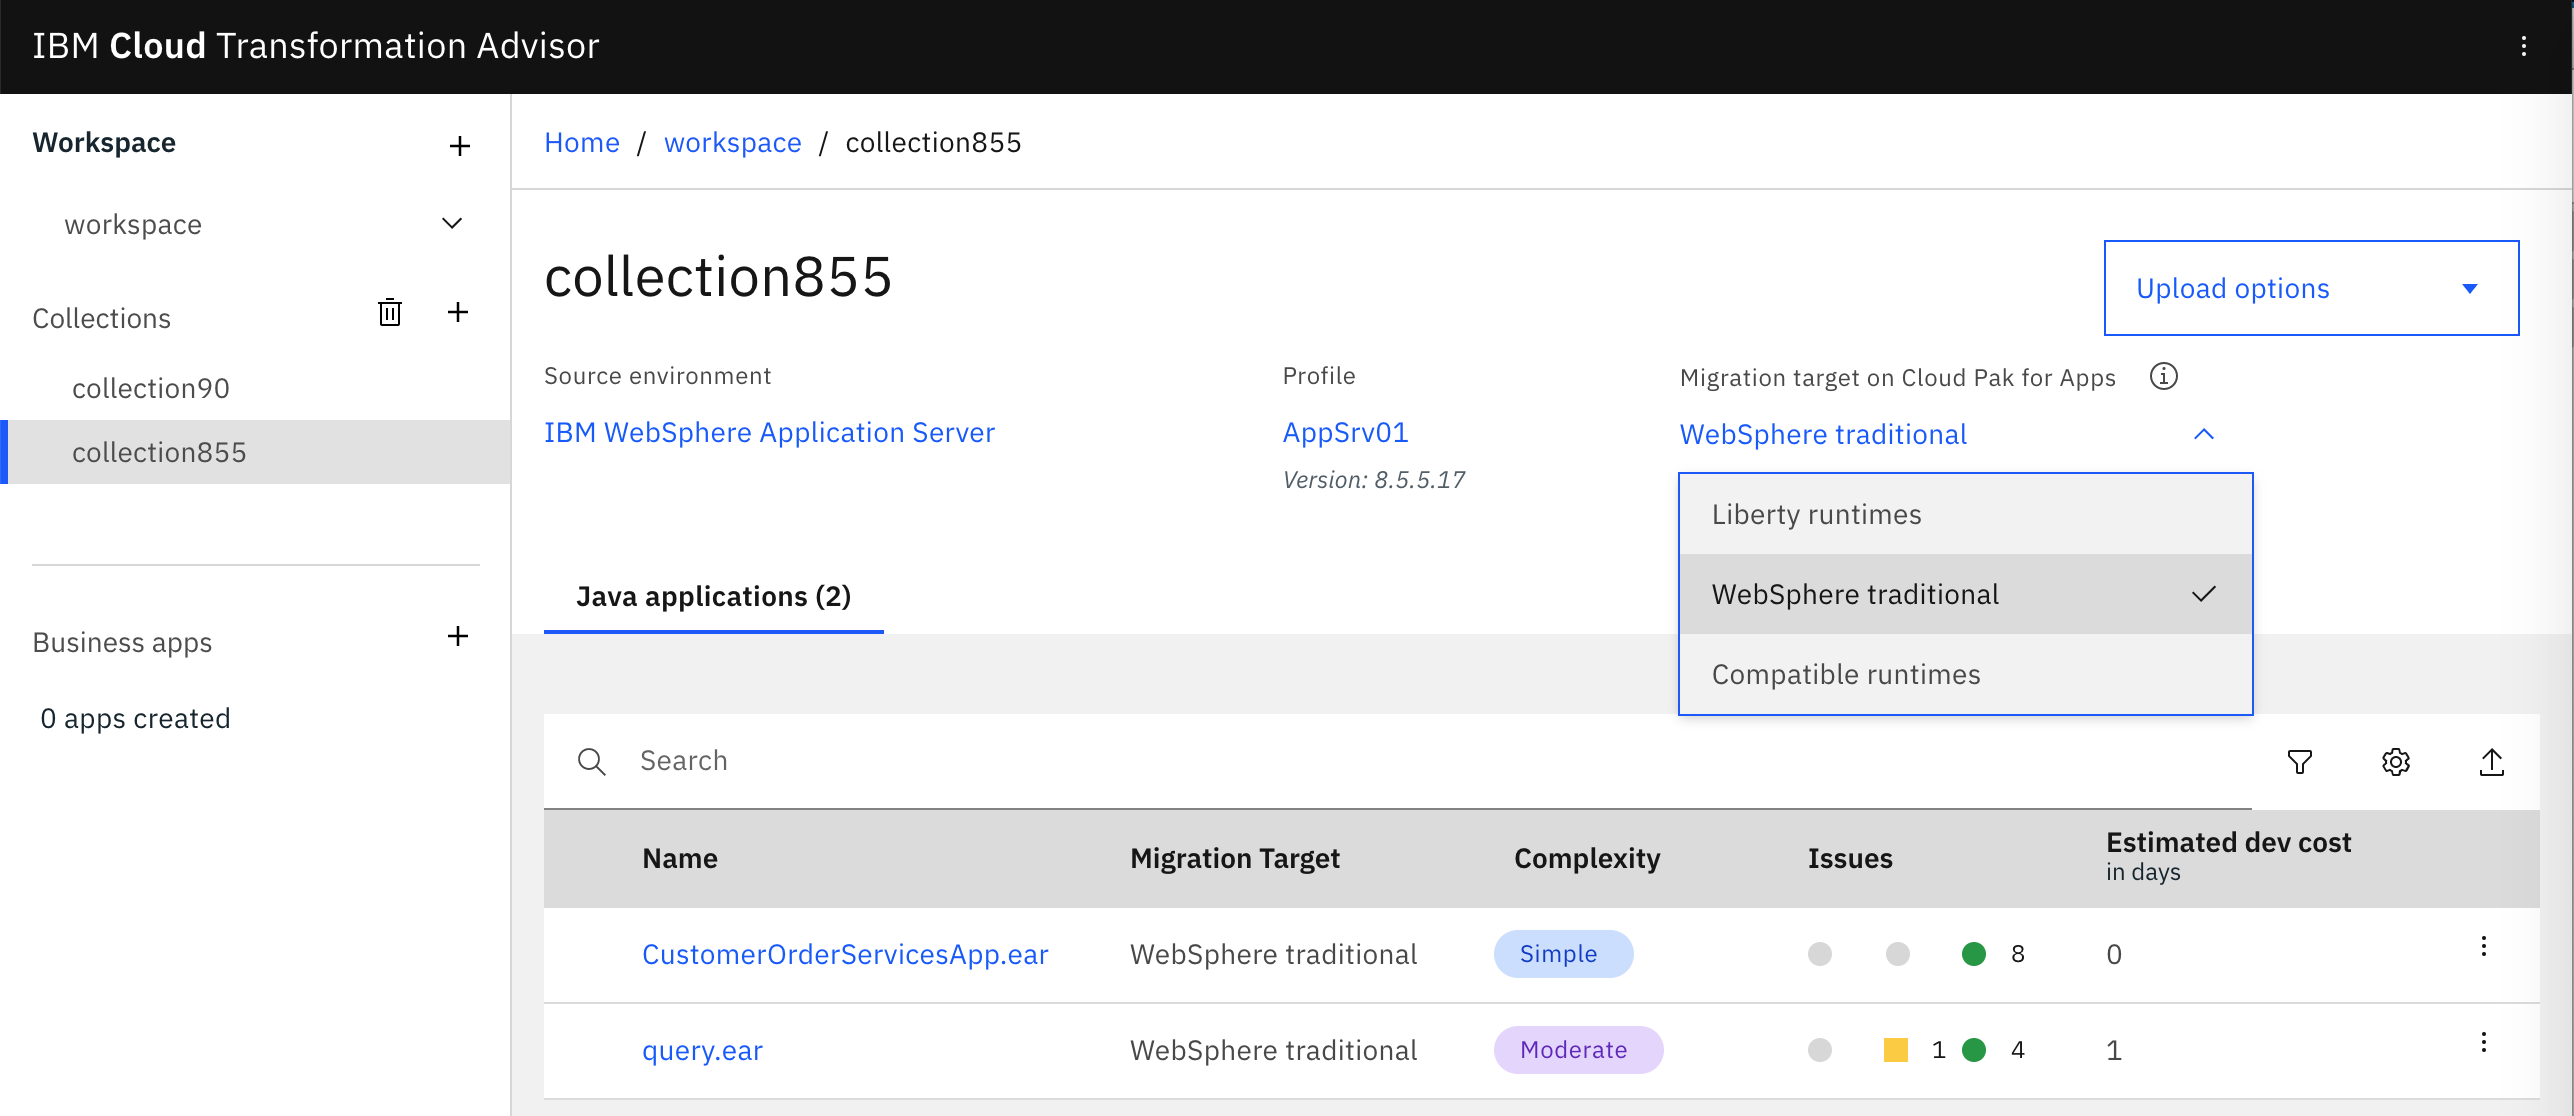 IBM Cloud Transformation Advisor
Workspace
workspace
Collections
collection90
collection855
Business apps
0 apps created
Home / workspace / collection855
collection855
Upload options
Source environment
IBM WebSphere Application Server
Profile
AppSrv01
Version: 8.5.5.17
Migration target on Cloud Pak for Apps
WebSphere traditional
Liberty runtimes
WebSphere traditional
Compatible runtimes
Java applications (2)
Search
Name Migration Target Complexity Issues Estimated dev cost
in days
CustomerOrderServicesApp.ear WebSphere traditional Simple 8 0
query.ear WebSphere traditional Moderate 1 4 1